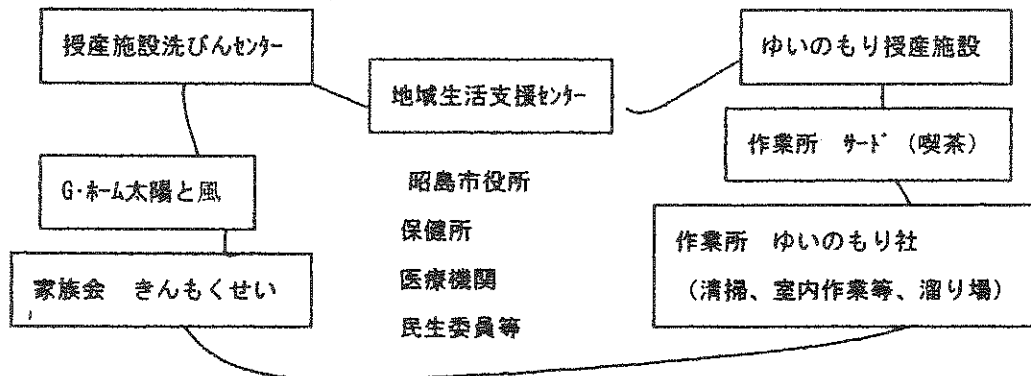 授産施設洗びんセンター
地域生活支援センター
ゆいのもり授産施設
作業所 サード (喫茶)
G・ホーム太陽と風
昭島市役所
保健所
医療機関
民生委員等
家族会 きんもくせい
作業所 ゆいのもり社
(清掃、室内作業等、溜り場)